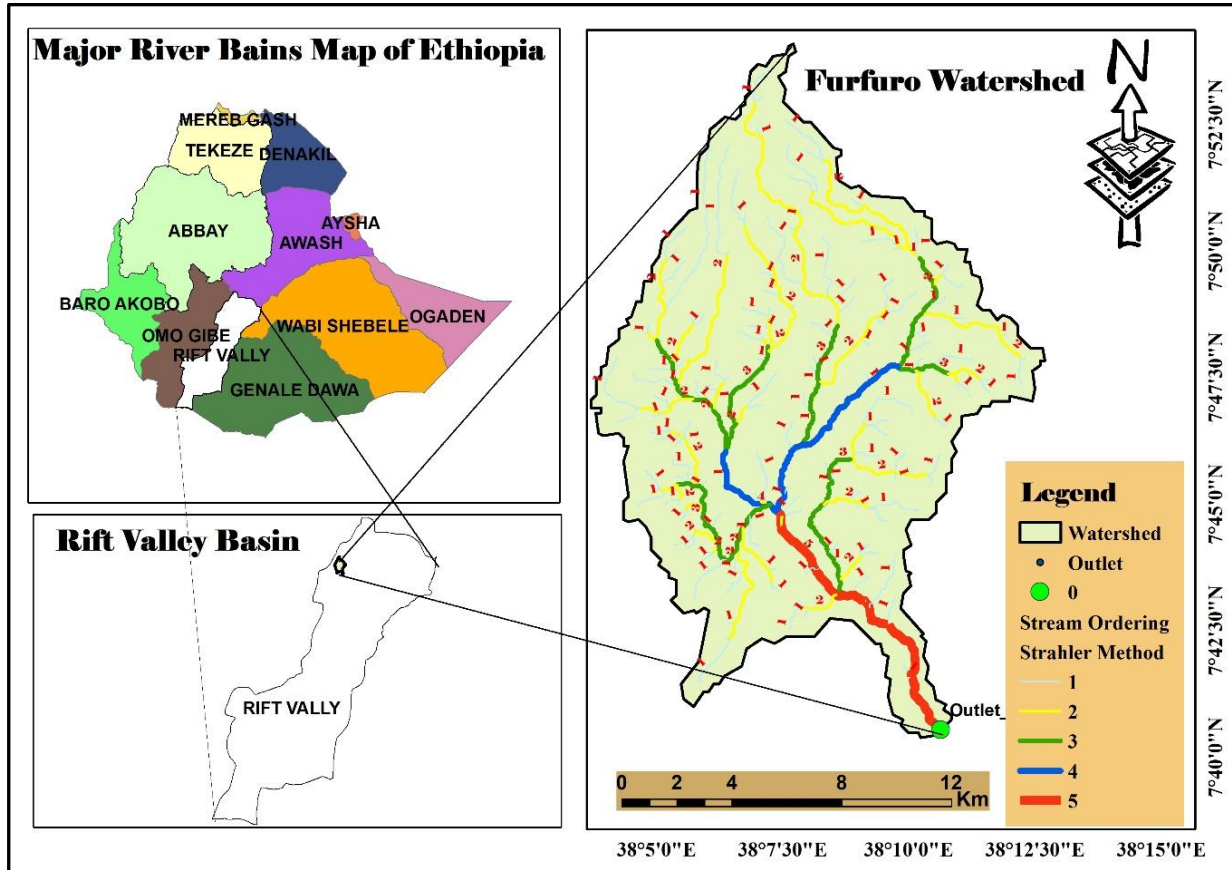 Major River Bains Map of Ethiopia
MEREB GASH
TEKEZE
DENAKIL
ABBAY
AYSHA
AWASH
BARO AKOBO
OMO GIBE
WABI SHEBELE
OGADEN
RIFT VALLEY
GENALE DAWA
Rift Valley Basin
RIFT VALLEY
Furfuro Watershed
N
Outlet_
Legend
Watershed
Outlet
0
Stream Ordering
Strahler Method
1
2
3
4
5
0 2 4 8 12
Km
7°52'30"N
7°50'0"N
7°47'30"N
7°45'0"N
7°42'30"N
7°40'0"N
38°5'0"E 38°7'30"E 38°10'0"E 38°12'30"E 38°15'0"E